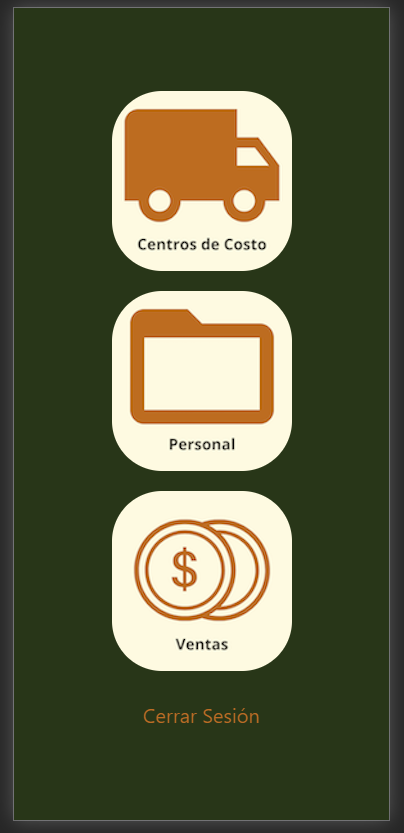 Centros de Costo
Personal
$
Ventas
Cerrar Sesión